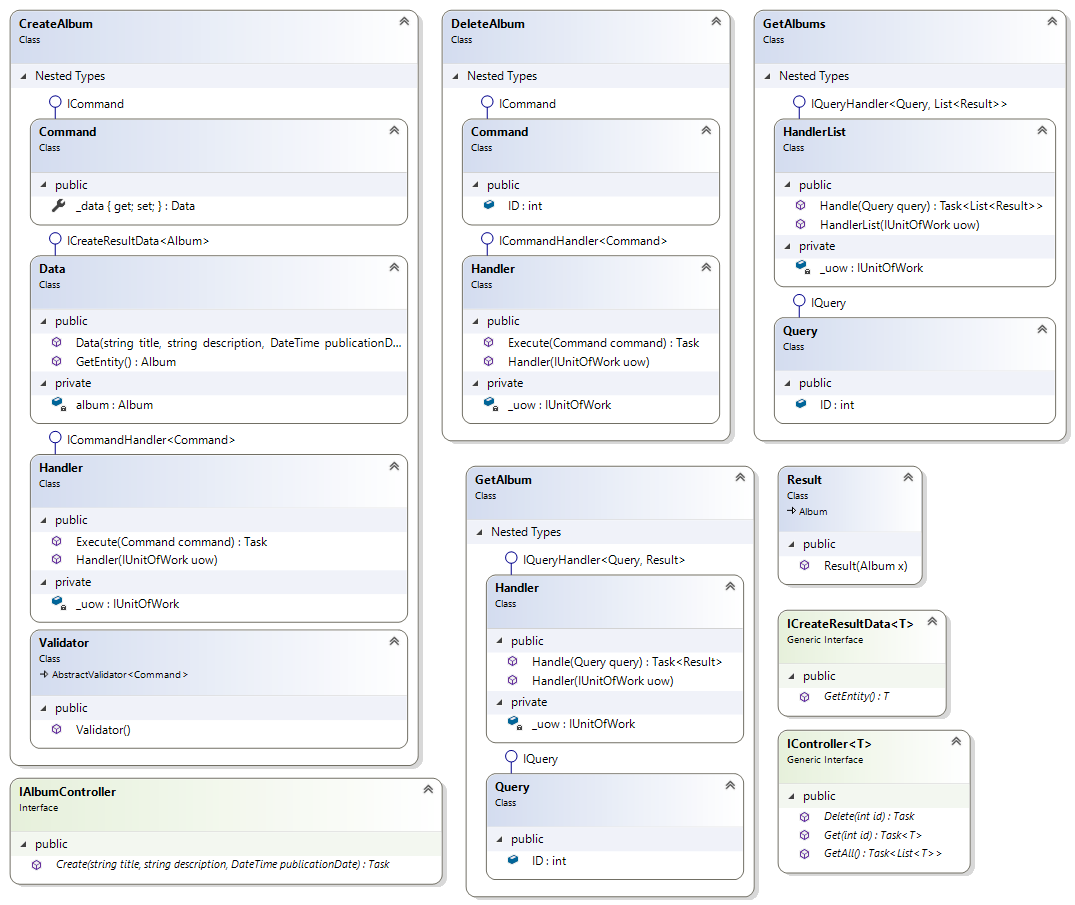 CreateAlbum
Class
Nested Types
ICommand
Command
Class
public
_data { get; set; } : Data
ICreateResultData<Album>
Data
Class
public
Data(string title, string description, DateTime publicationD...
GetEntity() : Album
private
album : Album
ICommandHandler<Command>
Handler
Class
public
Execute(Command command) : Task
Handler(IUnitOfWork uow)
private
_uow : IUnitOfWork
Validator
Class
AbstractValidator<Command>
public
Validator()
IAlbumController
Interface
public
Create(string title, string description, DateTime publicationDate) : Task
DeleteAlbum
Class
Nested Types
ICommand
Command
Class
public
ID : int
ICommandHandler<Command>
Handler
Class
public
Execute(Command command) : Task
Handler(IUnitOfWork uow)
private
_uow : IUnitOfWork
GetAlbums
Class
Nested Types
IQueryHandler<Query, List<Result>>
HandlerList
Class
public
Handle(Query query) : Task<List<Result>>
HandlerList(IUnitOfWork uow)
private
_uow : IUnitOfWork
IQuery
Query
Class
public
ID : int
GetAlbum
Class
Nested Types
IQueryHandler<Query, Result>
Handler
Class
public
Handle(Query query) : Task<Result>
Handler(IUnitOfWork uow)
private
_uow : IUnitOfWork
IQuery
Query
Class
public
ID : int
Result
Class
Album
public
Result(Album x)
ICreateResultData<T>
Generic Interface
public
GetEntity() : T
IController<T>
Generic Interface
public
Delete(int id) : Task
Get(int id) : Task<T>
GetAll() : Task<List<T>>